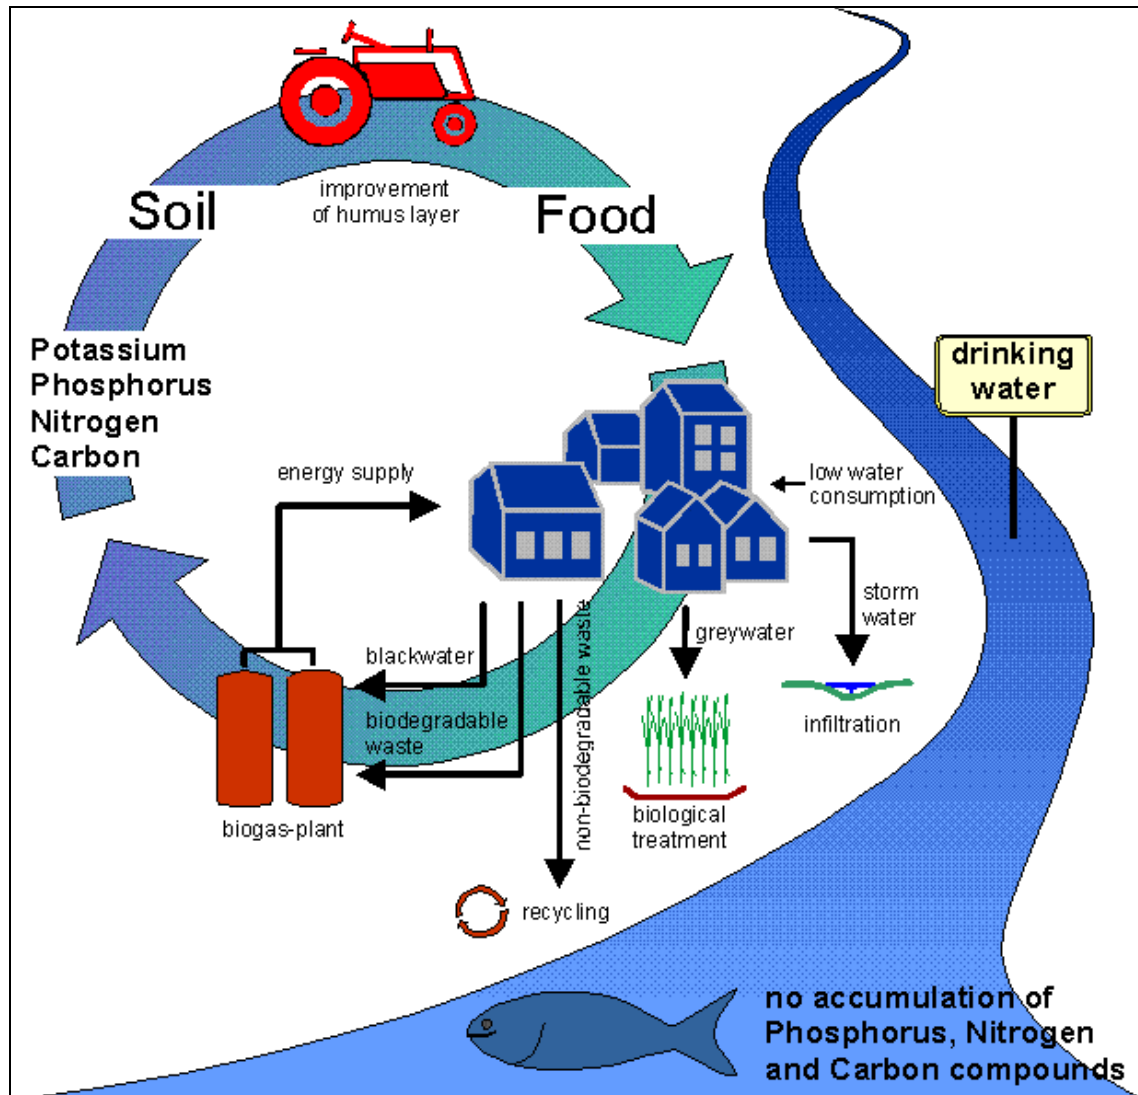 improvement
of humus layer
Soil
Food
Potassium
Phosphorus
Nitrogen
Carbon
drinking
water
energy supply
low water
consumption
storm
water
greywater
blackwater
biodegradable
waste
non-biodegradable waste
infiltration
biogas-plant
biological
treatment
recycling
no accumulation of
Phosphorus, Nitrogen
and Carbon compounds